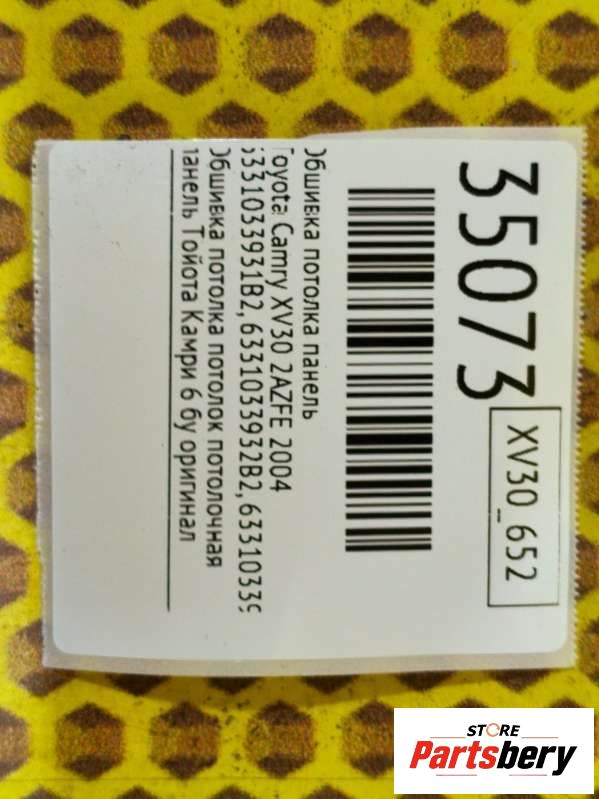 35073
XV30_652
Обшивка потолка панель
Toyota Camry XV30 2AZFE 2004
6331033931B2, 6331033932B2, 63310339
Обшивка потолка потолок потолочная
панель Тойота Камри 6 бу оригинал
STORE
Partsbery